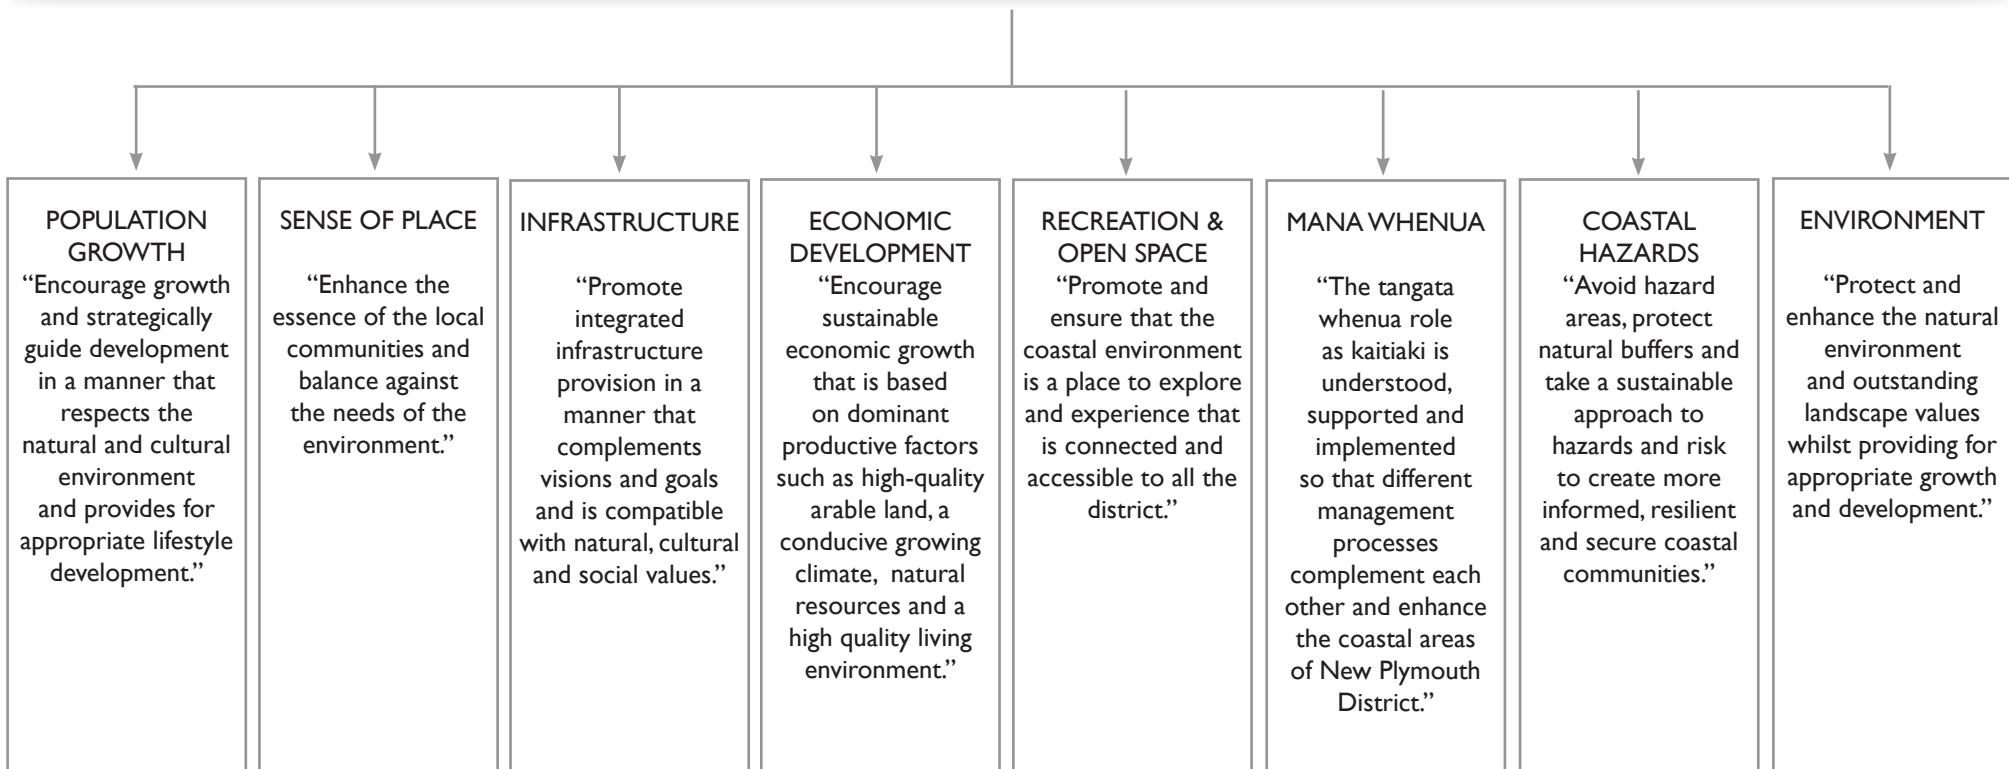 POPULATION
GROWTH
“Encourage growth
and strategically
guide development
in a manner that
respects the
natural and cultural
environment
and provides for
appropriate lifestyle
development.”
SENSE OF PLACE
“Enhance the
essence of the local
communities and
balance against
the needs of the
environment.”
INFRASTRUCTURE
“Promote
integrated
infrastructure
provision in a
manner that
complements
visions and goals
and is compatible
with natural, cultural
and social values.”
ECONOMIC
DEVELOPMENT
“Encourage
sustainable
economic growth
that is based
on dominant
productive factors
such as high-quality
arable land, a
conducive growing
climate, natural
resources and a
high quality living
environment.”
RECREATION &
OPEN SPACE
“Promote and
ensure that the
coastal environment
is a place to explore
and experience that
is connected and
accessible to all the
district.”
MANA WHENUA
“The tangata
whenua role
as kaitiaki is
understood,
supported and
implemented
so that different
management
processes
complement each
other and enhance
the coastal areas
of New Plymouth
District.”
COASTAL
HAZARDS
“Avoid hazard
areas, protect
natural buffers and
take a sustainable
approach to
hazards and risk
to create more
informed, resilient
and secure coastal
communities.”
ENVIRONMENT
“Protect and
enhance the natural
environment
and outstanding
landscape values
whilst providing for
appropriate growth
and development.”